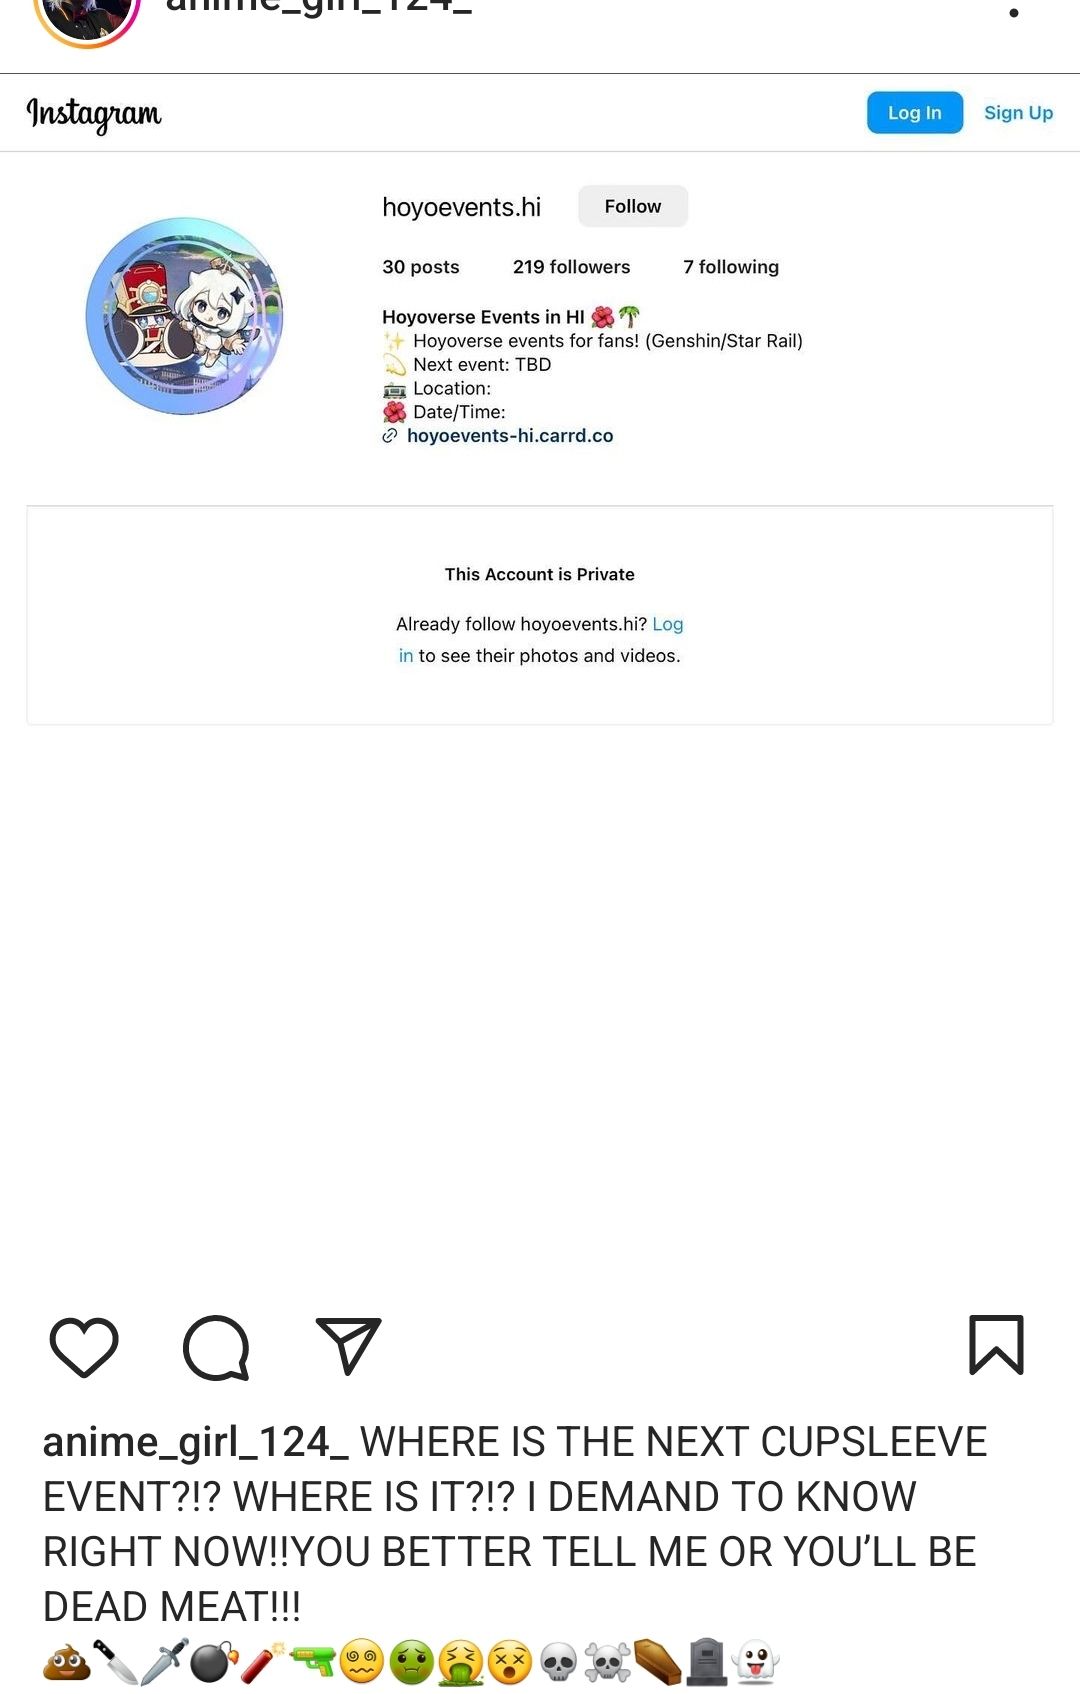 anime_girl_124_
Instagram
Log In
Sign Up
hoyoevents.hi
Follow
30 posts 219 followers 7 following
Hoyoverse Events in HI 🌺🌴
✨ Hoyoverse events for fans! (Genshin/Star Rail)
💫 Next event: TBD
🚃 Location:
🌺 Date/Time:
hoyoevents-hi.carrd.co
This Account is Private
Already follow hoyoevents.hi? Log
in to see their photos and videos.
anime_girl_124_ WHERE IS THE NEXT CUPSLEEVE
EVENT?!? WHERE IS IT?!? I DEMAND TO KNOW
RIGHT NOW!!YOU BETTER TELL ME OR YOU’LL BE
DEAD MEAT!!!
💩🔪🗡️💣🧨🔫😵‍💫🤢🤮😵💀☠️⚰️🪦👻